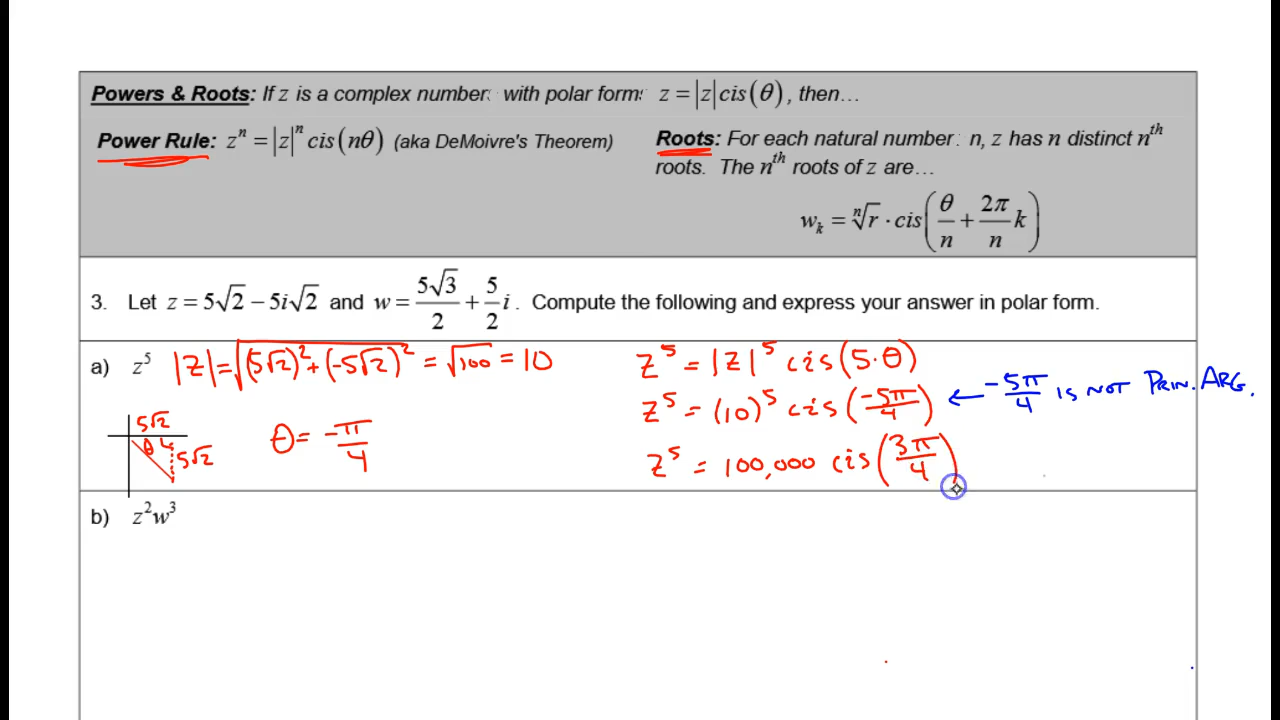 Powers & Roots: If z is a complex number with polar form: z = |z| cis(θ), then…
Power Rule: zⁿ = |z|ⁿ cis(nθ) (aka DeMoivre's Theorem)
Roots: For each natural number n, z has n distinct nᵗʰ
roots. The nᵗʰ roots of z are…
wₖ = ⁿ√r · cis(θ/n + 2π/n k)
3. Let z = 5√2 − 5i√2 and w = 5√3/2 + 5/2 i. Compute the following and express your answer in polar form.
a) z⁵ |Z| = √((5√2)² + (−5√2)²) = √100 = 10
5√2
θ
5√2
θ = −π/4
Z⁵ = |Z|⁵ cis(5·θ)
Z⁵ = (10)⁵ cis(−5π/4) ← −5π/4 IS NOT PRIN. ARG.
Z⁵ = 100,000 cis(3π/4)
b) z²w³